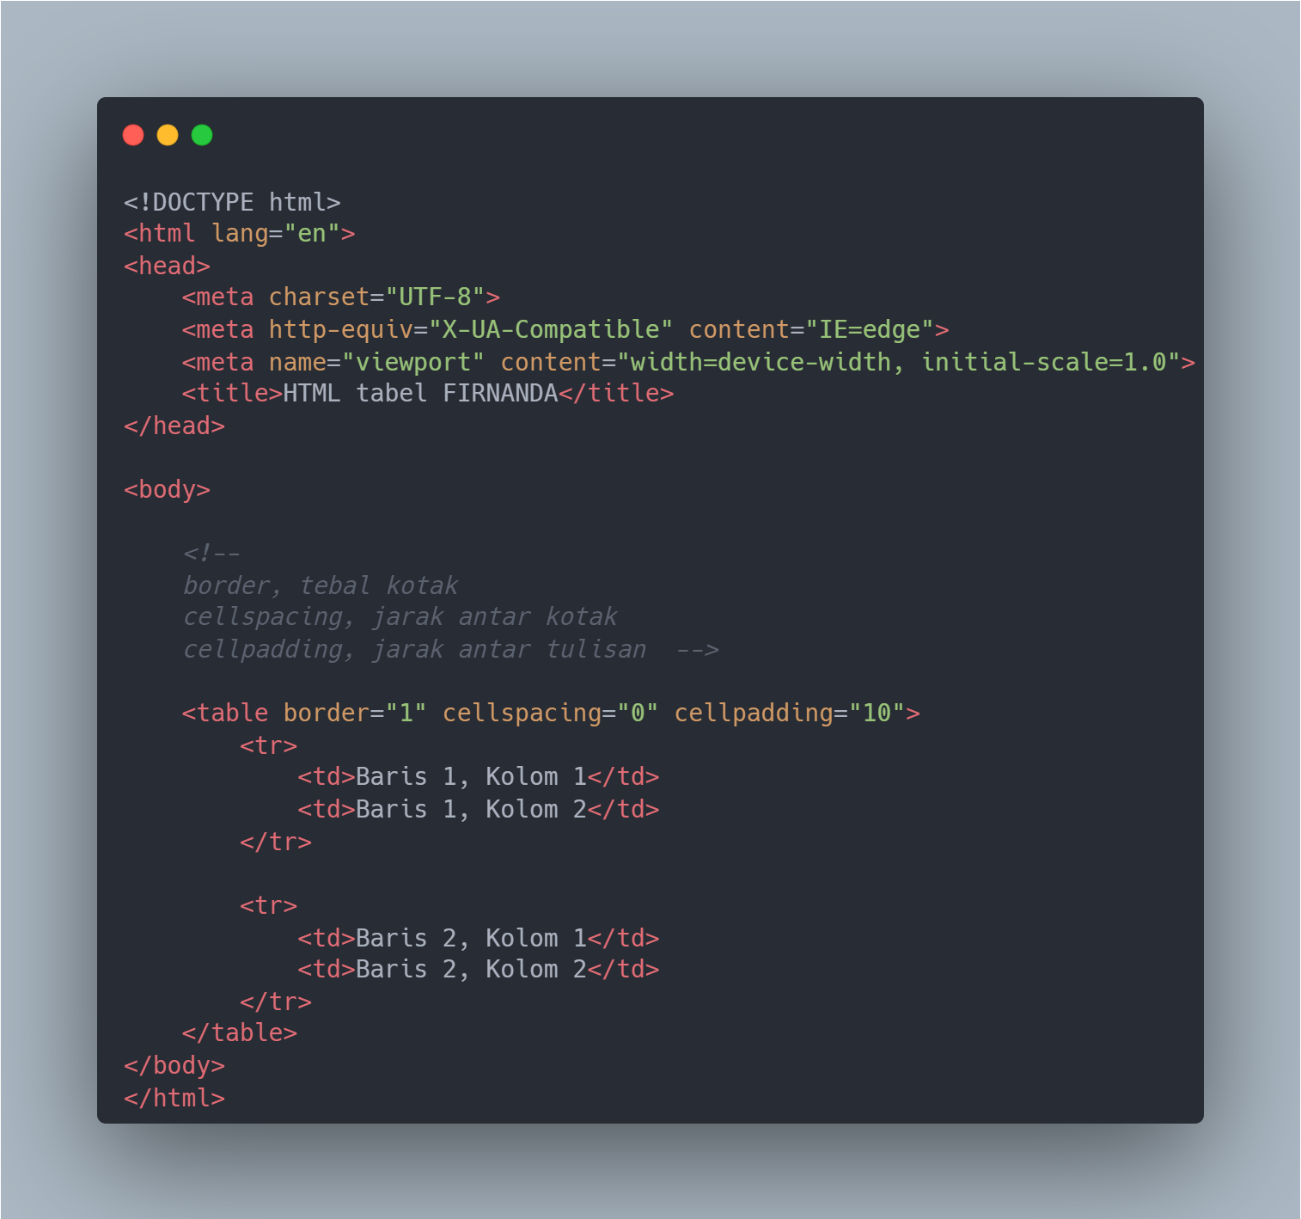 <!DOCTYPE html>
<html lang="en">
<head>
    <meta charset="UTF-8">
    <meta http-equiv="X-UA-Compatible" content="IE=edge">
    <meta name="viewport" content="width=device-width, initial-scale=1.0">
    <title>HTML tabel FIRNANDA</title>
</head>
<body>
    <!--
    border, tebal kotak
    cellspacing, jarak antar kotak
    cellpadding, jarak antar tulisan  -->
    <table border="1" cellspacing="0" cellpadding="10">
        <tr>
            <td>Baris 1, Kolom 1</td>
            <td>Baris 1, Kolom 2</td>
        </tr>
        <tr>
            <td>Baris 2, Kolom 1</td>
            <td>Baris 2, Kolom 2</td>
        </tr>
    </table>
</body>
</html>